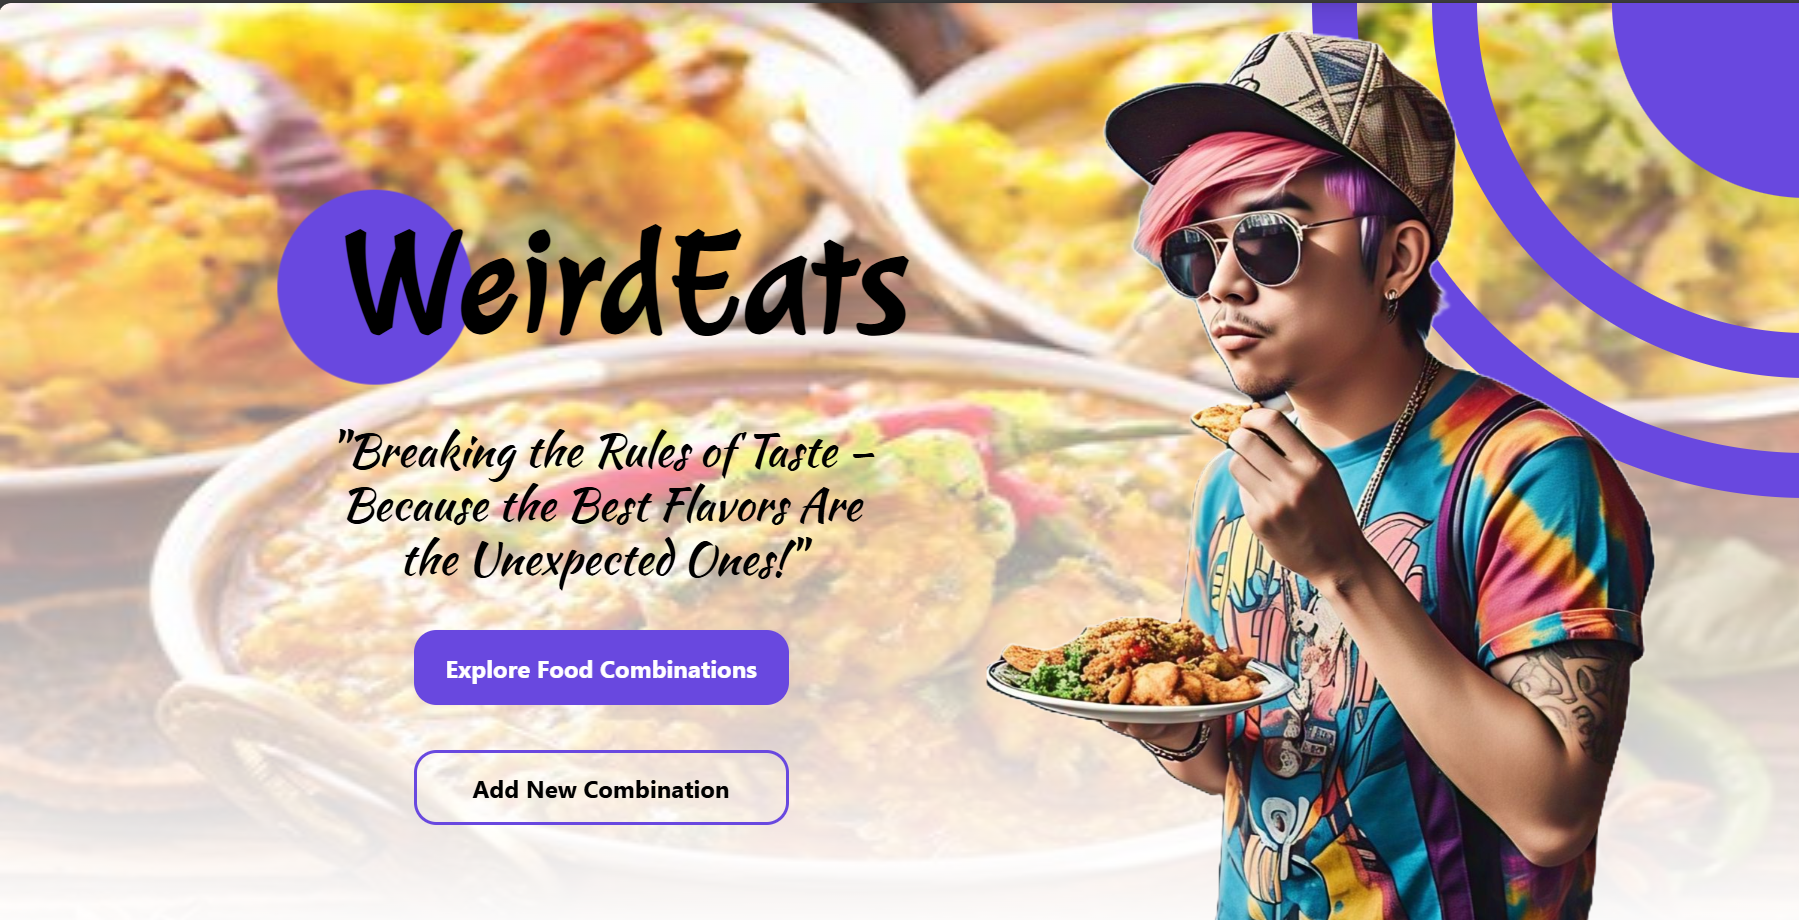 WeirdEats
"Breaking the Rules of Taste –
Because the Best Flavors Are
the Unexpected Ones!"
Explore Food Combinations
Add New Combination